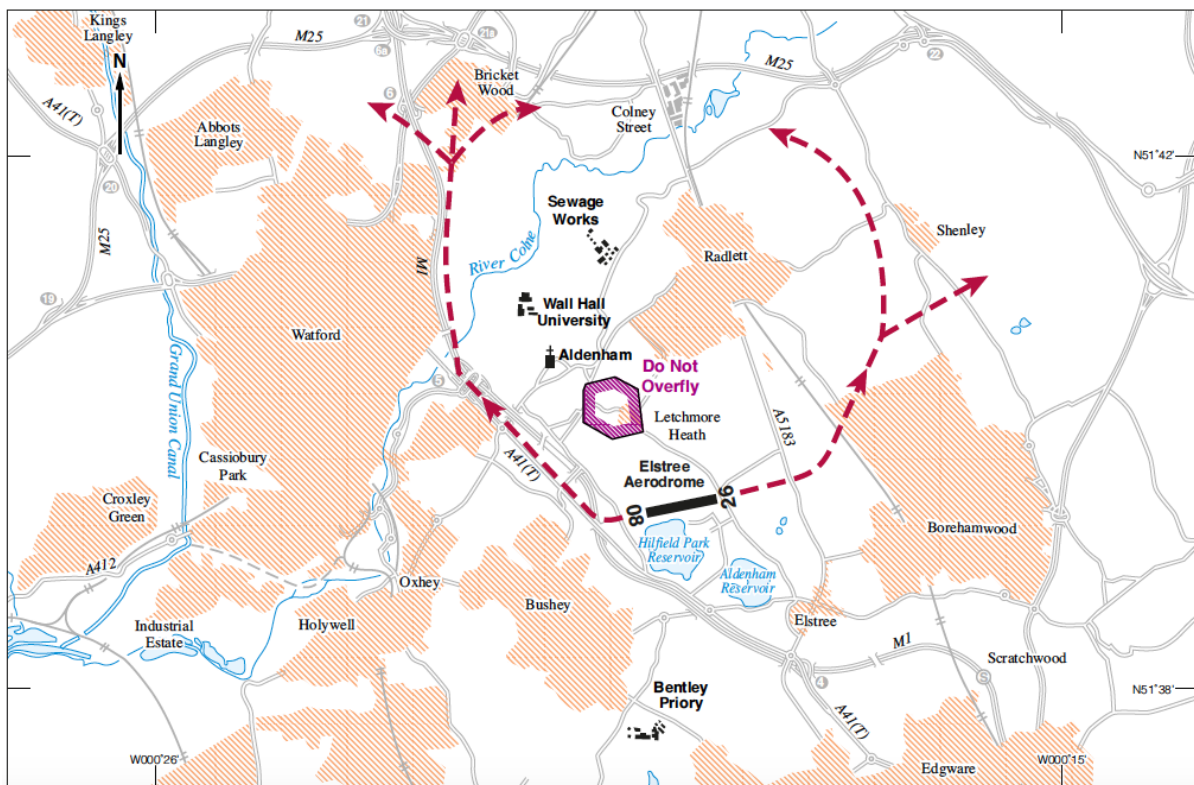 Kings
Langley
N
A41(T)
Abbots
Langley
20
M25
19
21
6a
21a
M25
6
Bricket
Wood
M25
22
Colney
Street
N51°42'
Sewage
Works
River Colne
M1
Radlett
Shenley
Wall Hall
University
Watford
Aldenham
Do Not
Overfly
5
Letchmore
Heath
A5183
Grand Union Canal
A41(T)
Elstree
Aerodrome
08
26
Cassiobury
Park
Croxley
Green
Hilfield Park
Reservoir
Borehamwood
A412
Oxhey
Aldenham
Reservoir
Bushey
Industrial
Estate
Holywell
Elstree
M1
Scratchwood
4
S
Bentley
Priory
N51°38'
A41(T)
W000°26'
Edgware
W000°15'